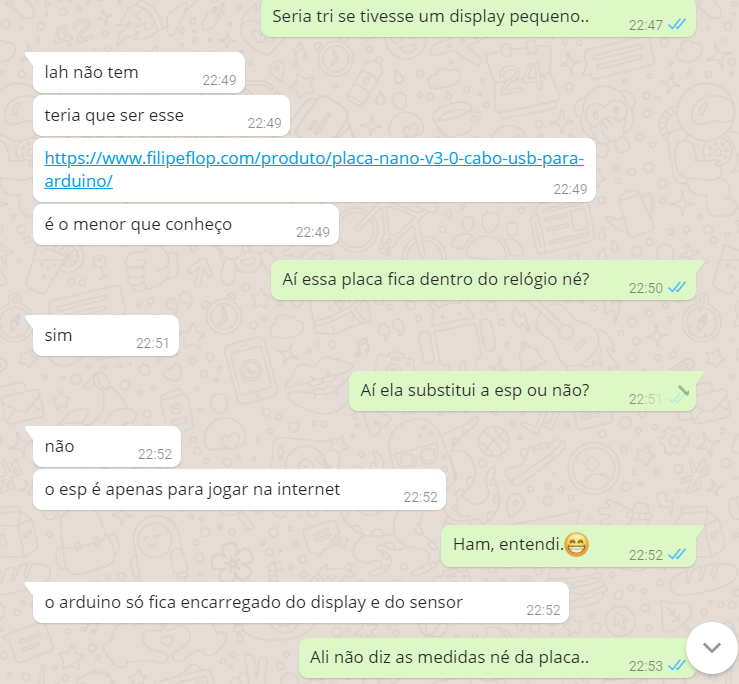 Seria tri se tivesse um display pequeno..
22:47
lah não tem
22:49
teria que ser esse
22:49
https://www.filipeflop.com/produto/placa-nano-v3-0-cabo-usb-para-
arduino/
22:49
é o menor que conheço
22:49
Aí essa placa fica dentro do relógio né?
22:50
sim
22:51
Aí ela substitui a esp ou não?
22:51
não
22:52
o esp é apenas para jogar na internet
22:52
Ham, entendi.😁
22:52
o arduino só fica encarregado do display e do sensor
22:52
Ali não diz as medidas né da placa..
22:53